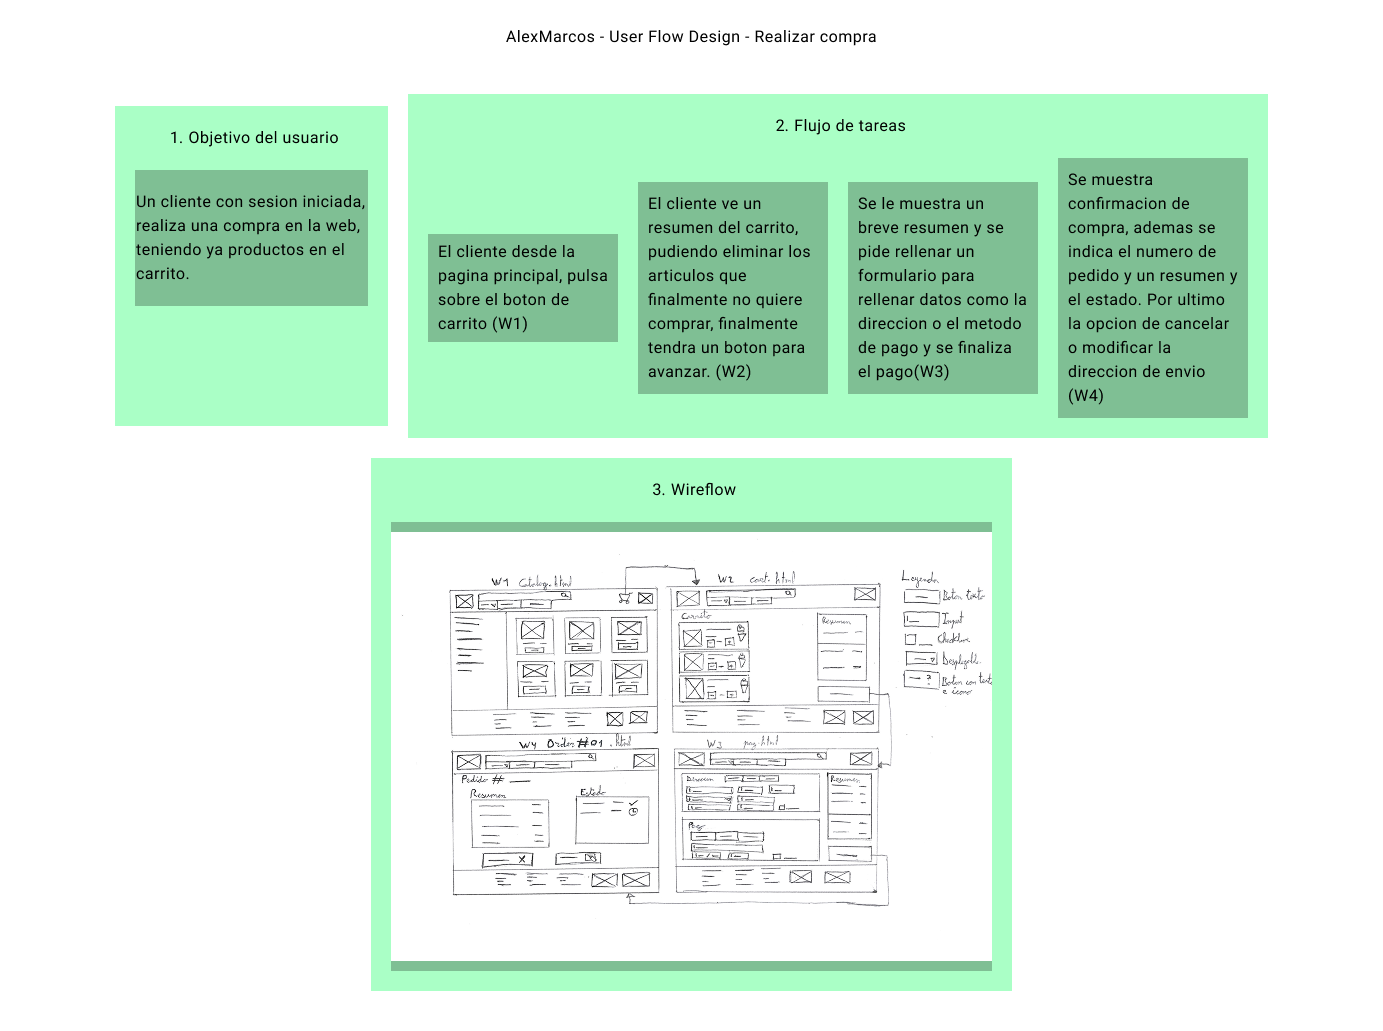 AlexMarcos - User Flow Design - Realizar compra
1. Objetivo del usuario
Un cliente con sesion iniciada,
realiza una compra en la web,
teniendo ya productos en el
carrito.
2. Flujo de tareas
El cliente desde la
pagina principal, pulsa
sobre el boton de
carrito (W1)
El cliente ve un
resumen del carrito,
pudiendo eliminar los
articulos que
finalmente no quiere
comprar, finalmente
tendra un boton para
avanzar. (W2)
Se le muestra un
breve resumen y se
pide rellenar un
formulario para
rellenar datos como la
direccion o el metodo
de pago y se finaliza
el pago(W3)
Se muestra
confirmacion de
compra, ademas se
indica el numero de
pedido y un resumen y
el estado. Por ultimo
la opcion de cancelar
o modificar la
direccion de envio
(W4)
3. Wireflow
W1 Catalog.html
W2 cart.html
Carrito
Resumen
Leyenda
Boton texto
Input
Checkbox
Boton con texto
e icono
W4 Order#01.html
Pedido #
Resumen
Estado
W3 pay.html
Direccion
Resumen
Pago